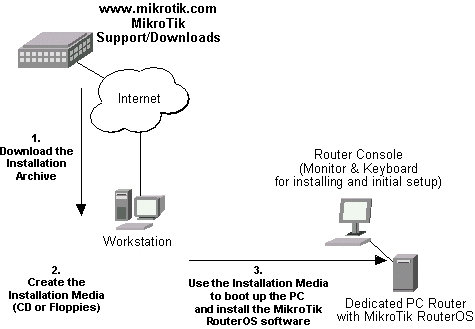 www.mikrotik.com
MikroTik
Support/Downloads
Internet
1.
Download the
Installation
Archive
Router Console
(Monitor & Keyboard
for installing and initial setup)
Workstation
2.
Create the
Installation Media
(CD or Floppies)
3.
Use the Installation Media
to boot up the PC
and install the MikroTik
RouterOS software
Dedicated PC Router
with MikroTik RouterOS